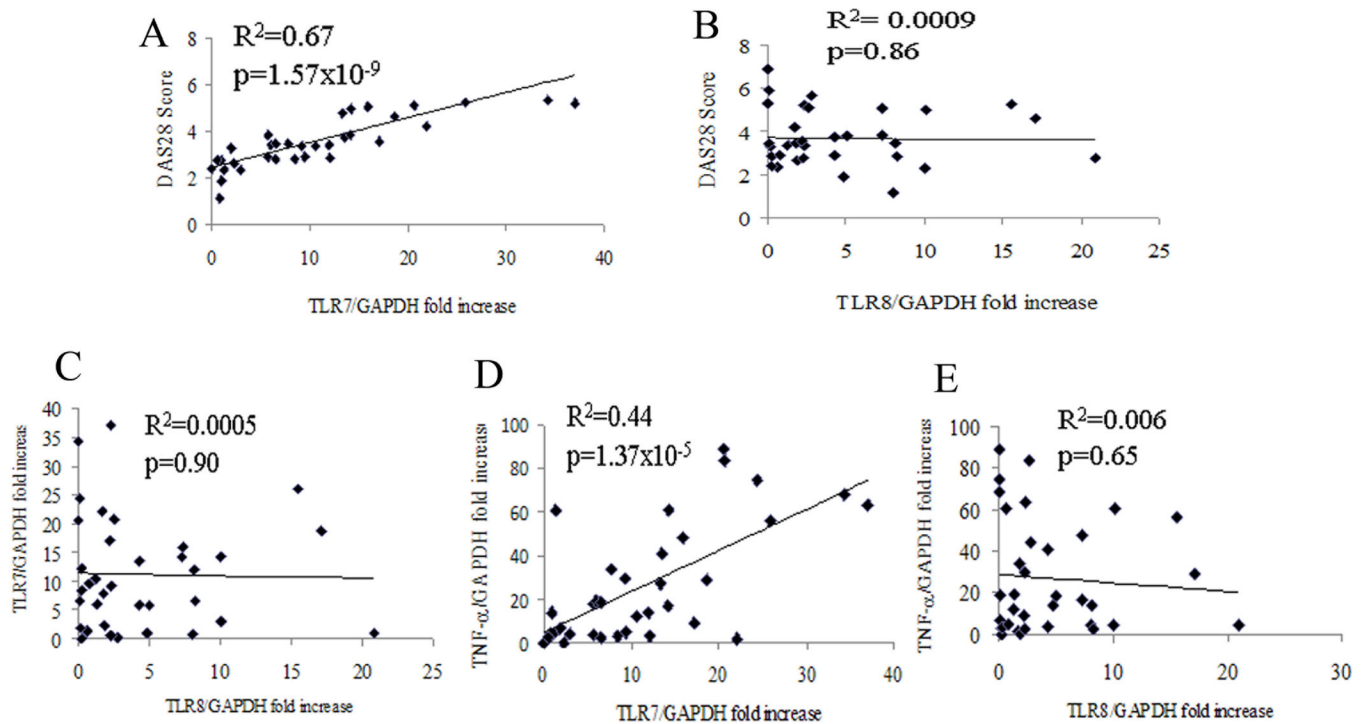 A
R²=0.67
p=1.57x10⁻⁹
DAS28 Score
8
6
4
2
0
0 10 20 30 40
TLR7/GAPDH fold increase
B
R²= 0.0009
p=0.86
DAS28 Score
8
6
4
2
0
0 5 10 15 20 25
TLR8/GAPDH fold increase
C
R²=0.0005
p=0.90
TLR7/GAPDH fold increas
40
35
30
25
20
15
10
5
0
0 5 10 15 20 25
TLR8/GAPDH fold increase
D
R²=0.44
p=1.37x10⁻⁵
TNF-α/GAPDH fold increase
100
80
60
40
20
0
0 10 20 30 40
TLR7/GAPDH fold increase
E
R²=0.006
p=0.65
TNF-α/GAPDH fold increas
100
80
60
40
20
0
0 10 20 30
TLR8/GAPDH fold increase